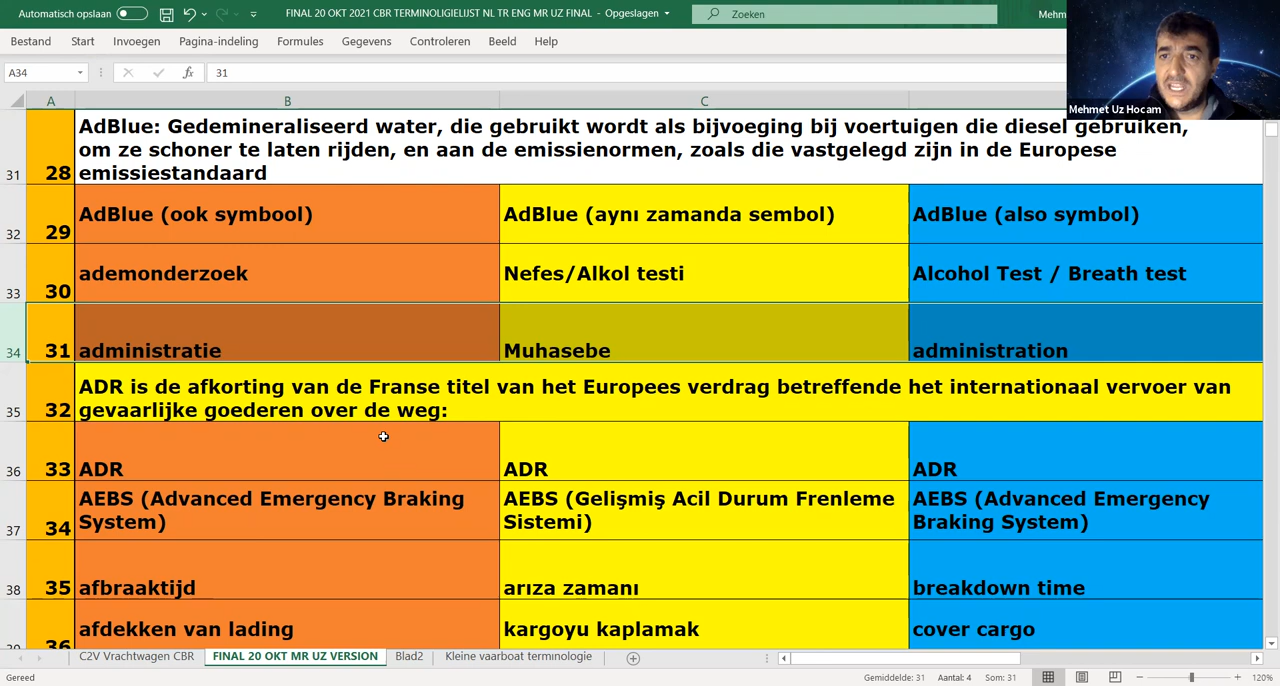 Automatisch opslaan
FINAL 20 OKT 2021 CBR TERMINOLIGIELIJST NL TR ENG MR UZ FINAL - Opgeslagen
Zoeken
Mehm
Bestand Start Invoegen Pagina-indeling Formules Gegevens Controleren Beeld Help
A34 fx 31
Mehmet Uz Hocam
A B C
31 28 AdBlue: Gedemineraliseerd water, die gebruikt wordt als bijvoeging bij voertuigen die diesel gebruiken,
om ze schoner te laten rijden, en aan de emissienormen, zoals die vastgelegd zijn in de Europese
emissiestandaard
32 29 AdBlue (ook symbool) AdBlue (aynı zamanda sembol) AdBlue (also symbol)
33 30 ademonderzoek Nefes/Alkol testi Alcohol Test / Breath test
34 31 administratie Muhasebe administration
35 32 ADR is de afkorting van de Franse titel van het Europees verdrag betreffende het internationaal vervoer van
gevaarlijke goederen over de weg:
36 33 ADR ADR ADR
37 34 AEBS (Advanced Emergency Braking AEBS (Gelişmiş Acil Durum Frenleme AEBS (Advanced Emergency
System) Sistemi) Braking System)
38 35 afbraaktijd arıza zamanı breakdown time
39 36 afdekken van lading kargoyu kaplamak cover cargo
C2V Vrachtwagen CBR FINAL 20 OKT MR UZ VERSION Blad2 Kleine vaarboat terminologie
Gereed Gemiddelde: 31 Aantal: 4 Som: 31 120%